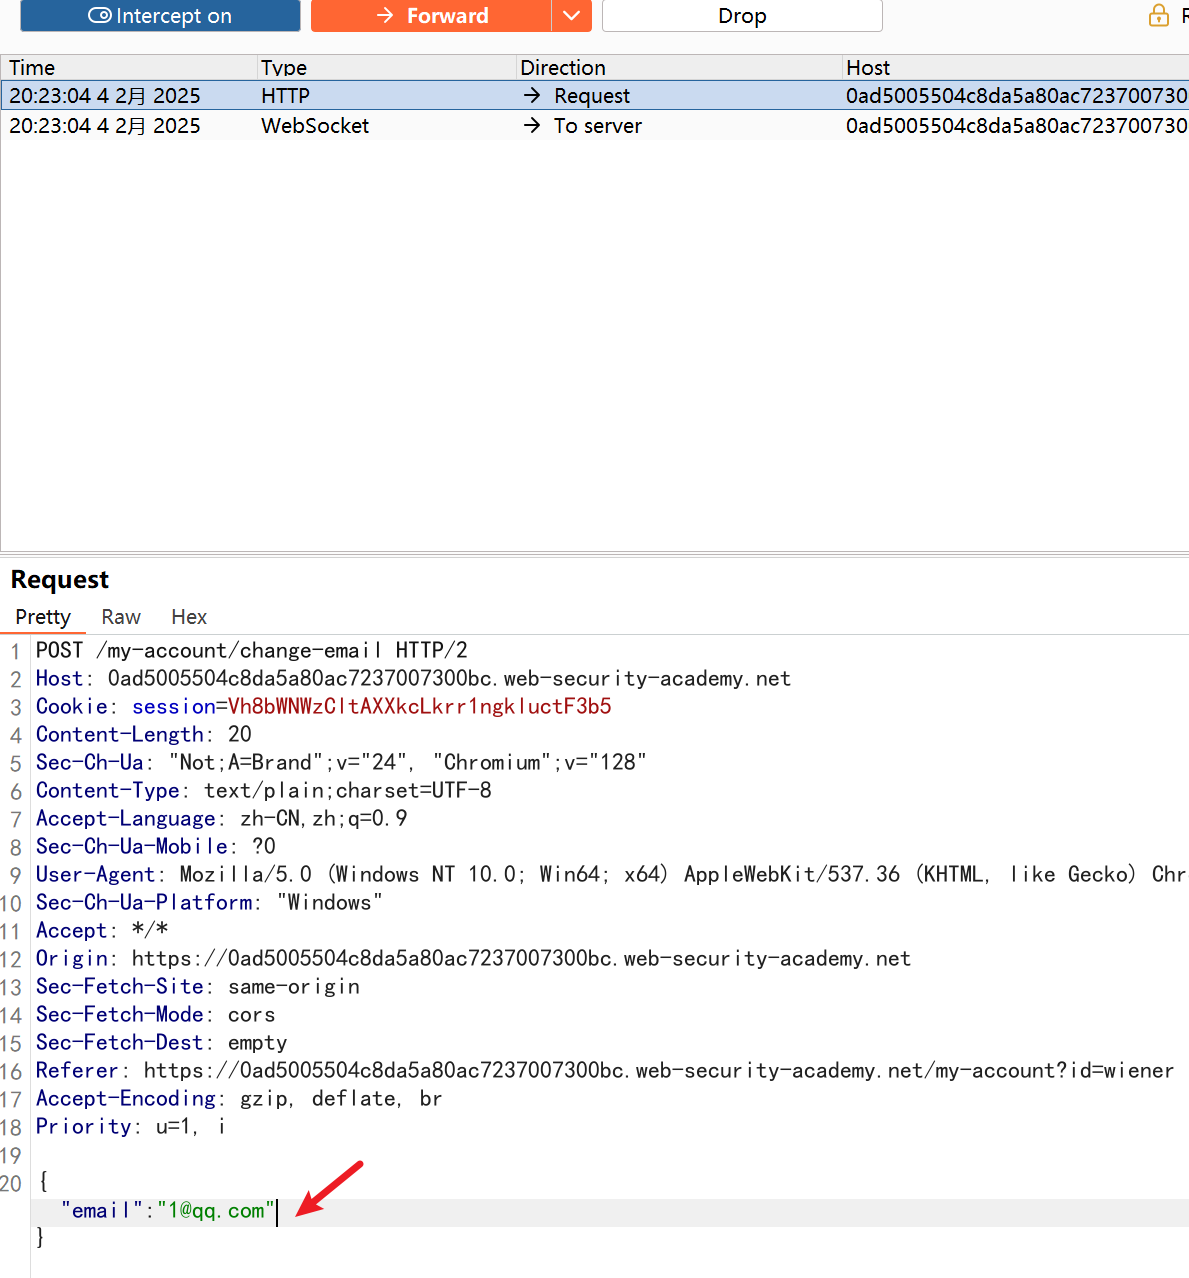 Intercept on
Forward
Drop
Time Type Direction Host
20:23:04 4 2月 2025 HTTP → Request 0ad5005504c8da5a80ac723700730
20:23:04 4 2月 2025 WebSocket → To server 0ad5005504c8da5a80ac723700730
Request
Pretty Raw Hex
1 POST /my-account/change-email HTTP/2
2 Host: 0ad5005504c8da5a80ac7237007300bc.web-security-academy.net
3 Cookie: session=Vh8bWNWzCltAXXkcLkrr1ngkluctF3b5
4 Content-Length: 20
5 Sec-Ch-Ua: "Not;A=Brand";v="24", "Chromium";v="128"
6 Content-Type: text/plain;charset=UTF-8
7 Accept-Language: zh-CN,zh;q=0.9
8 Sec-Ch-Ua-Mobile: ?0
9 User-Agent: Mozilla/5.0 (Windows NT 10.0; Win64; x64) AppleWebKit/537.36 (KHTML, like Gecko) Chr
10 Sec-Ch-Ua-Platform: "Windows"
11 Accept: */*
12 Origin: https://0ad5005504c8da5a80ac7237007300bc.web-security-academy.net
13 Sec-Fetch-Site: same-origin
14 Sec-Fetch-Mode: cors
15 Sec-Fetch-Dest: empty
16 Referer: https://0ad5005504c8da5a80ac7237007300bc.web-security-academy.net/my-account?id=wiener
17 Accept-Encoding: gzip, deflate, br
18 Priority: u=1, i
19
20 {
"email":"1@qq.com"
}